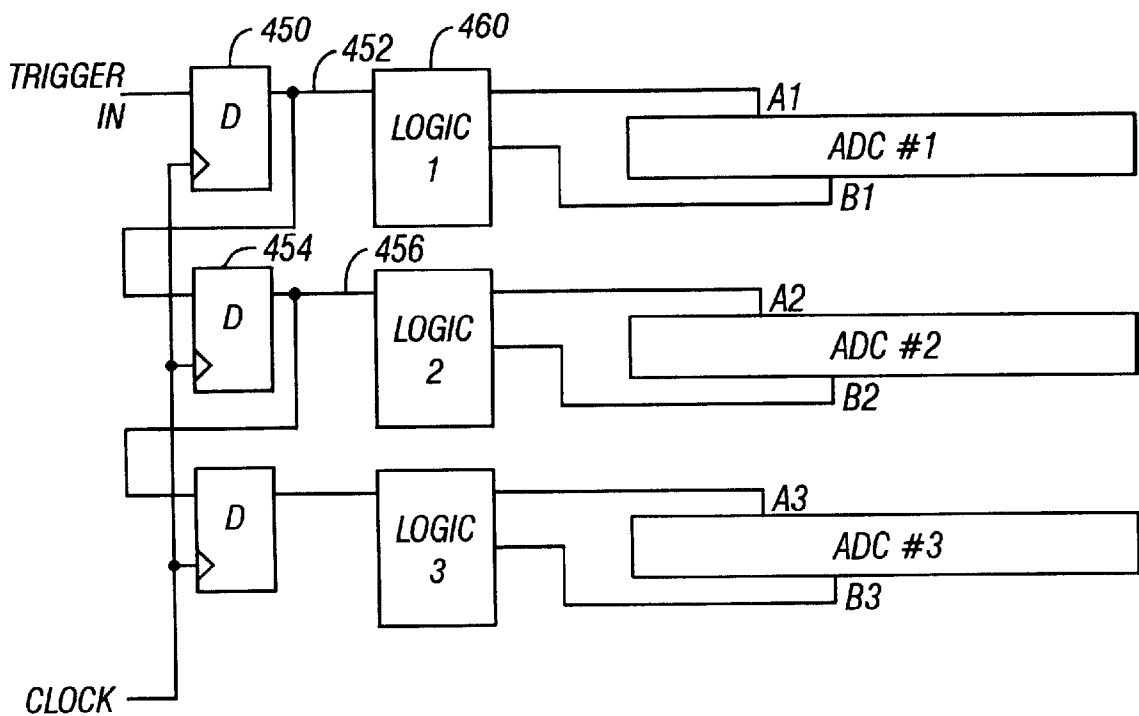 450
452
460
TRIGGER
IN
D
LOGIC
1
A1
ADC #1
B1
454
456
D
LOGIC
2
A2
ADC #2
B2
D
LOGIC
3
A3
ADC #3
B3
CLOCK